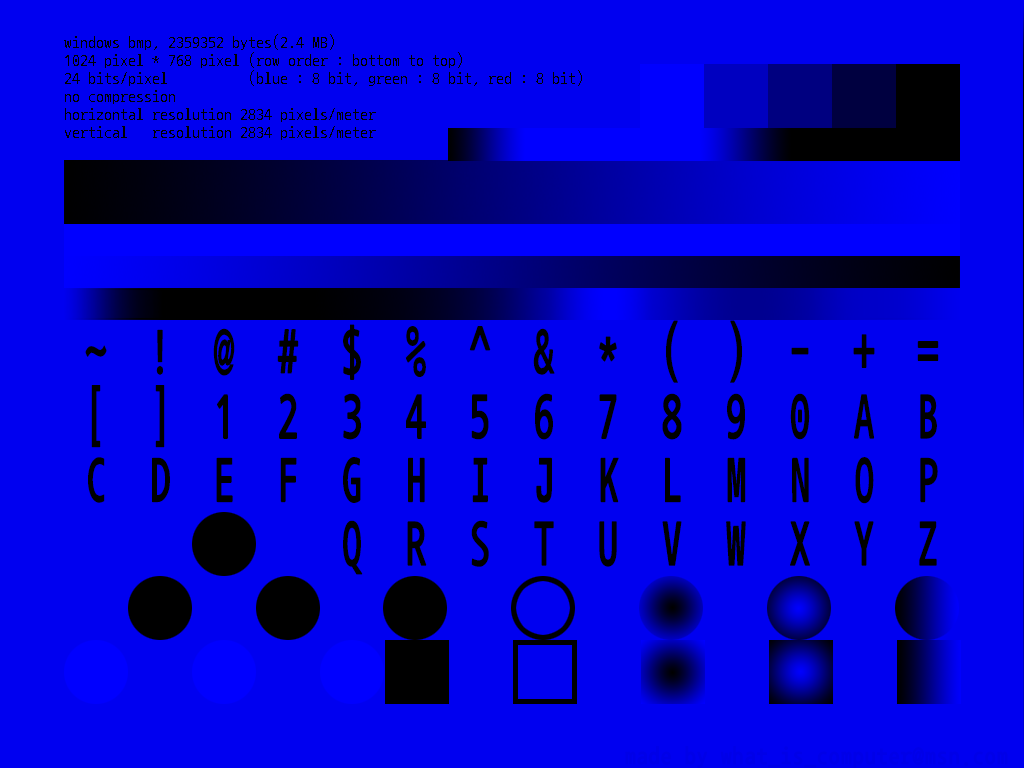 windows bmp. 2359352 bytes(2.4 MB)
1024 pixel * 768 pixel (row order : bottom to top)
24 bits/pixel (blue : 8 bit, green : 8 bit, red : 8 bit)
no compression
horizontal resolution 2834 pixels/meter
vertical resolution 2834 pixels/meter
~ ! @ # $ % ^ & * ( ) - + =
[ ] 1 2 3 4 5 6 7 8 9 0 A B
C D E F G H I J K L M N O P
Q R S T U V W X Y Z